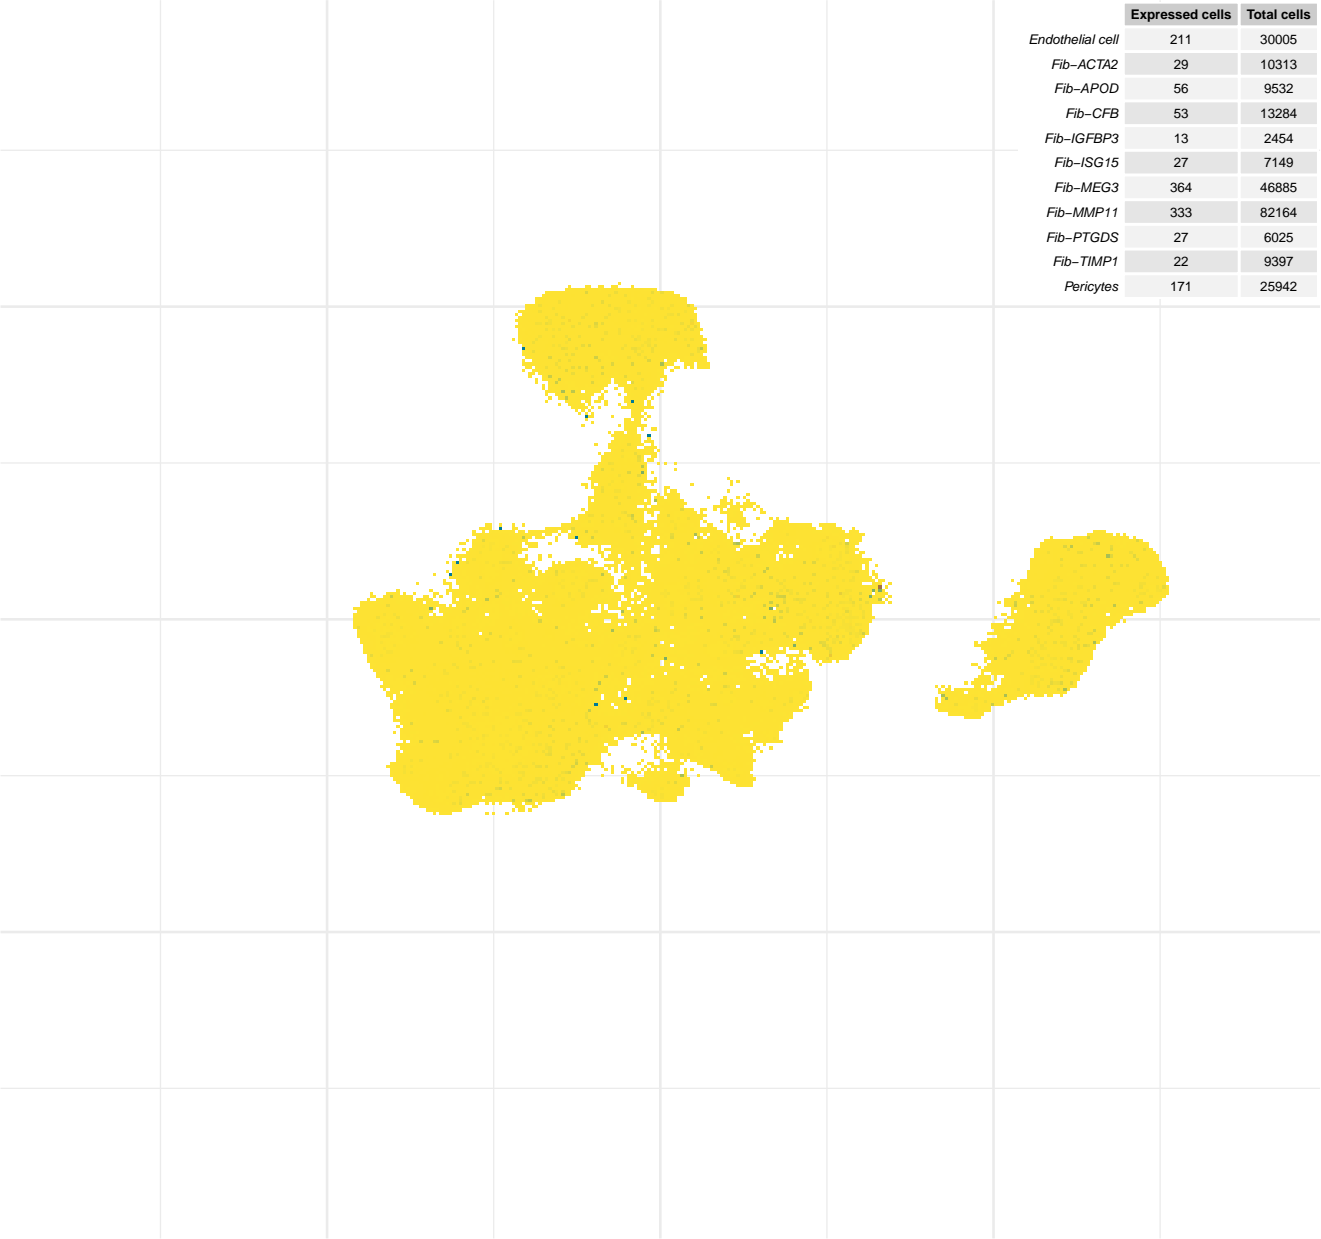 Expressed cells Total cells
Endothelial cell 211 30005
Fib−ACTA2 29 10313
Fib−APOD 56 9532
Fib−CFB 53 13284
Fib−IGFBP3 13 2454
Fib−ISG15 27 7149
Fib−MEG3 364 46885
Fib−MMP11 333 82164
Fib−PTGDS 27 6025
Fib−TIMP1 22 9397
Pericytes 171 25942